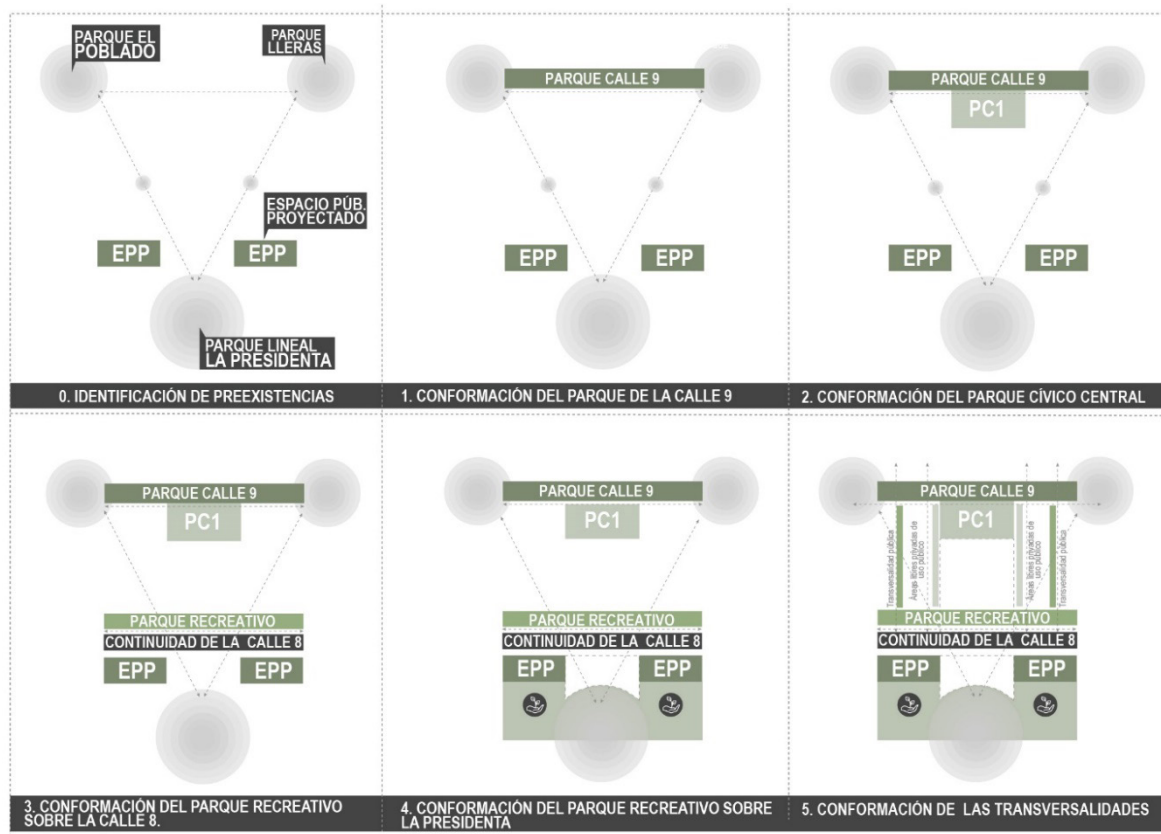 PARQUE EL
POBLADO
PARQUE
LLERAS
ESPACIO PÚB.
PROYECTADO
EPP
EPP
PARQUE LINEAL
LA PRESIDENTA
0. IDENTIFICACIÓN DE PREEXISTENCIAS
PARQUE CALLE 9
EPP
EPP
1. CONFORMACIÓN DEL PARQUE DE LA CALLE 9
PARQUE CALLE 9
PC1
EPP
EPP
2. CONFORMACIÓN DEL PARQUE CÍVICO CENTRAL
PARQUE CALLE 9
PC1
PARQUE RECREATIVO
CONTINUIDAD DE LA CALLE 8
EPP
EPP
3. CONFORMACIÓN DEL PARQUE RECREATIVO
SOBRE LA CALLE 8.
PARQUE CALLE 9
PC1
PARQUE RECREATIVO
CONTINUIDAD DE LA CALLE 8
EPP
EPP
4. CONFORMACIÓN DEL PARQUE RECREATIVO SOBRE
LA PRESIDENTA
PARQUE CALLE 9
PC1
Transversalidad pública
Áreas libres privadas de
uso público
Áreas libres privadas de
uso público
Transversalidad pública
PARQUE RECREATIVO
CONTINUIDAD DE LA CALLE 8
EPP
EPP
5. CONFORMACIÓN DE LAS TRANSVERSALIDADES